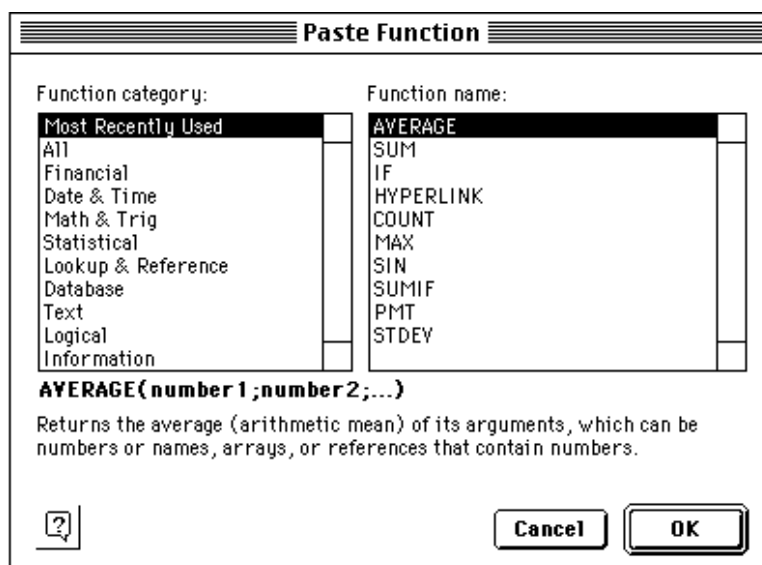 Paste Function
Function category:
Most Recently Used
All
Financial
Date & Time
Math & Trig
Statistical
Lookup & Reference
Database
Text
Logical
Information
Function name:
AVERAGE
SUM
IF
HYPERLINK
COUNT
MAX
SIN
SUMIF
PMT
STDEV
AVERAGE(number1;number2;...)
Returns the average (arithmetic mean) of its arguments, which can be
numbers or names, arrays, or references that contain numbers.
?
Cancel
OK